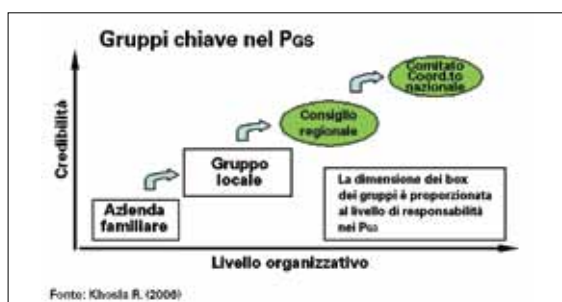 Gruppi chiave nel PGS
Credibilità
Comitato
Coord.to
nazionale
Consiglio
regionale
Gruppo
locale
Azienda
familiare
La dimensione dei box
dei gruppi è proporzionata
al livello di responsabilità
nei PGS
Livello organizzativo
Fonte: Khosla R. (2006)